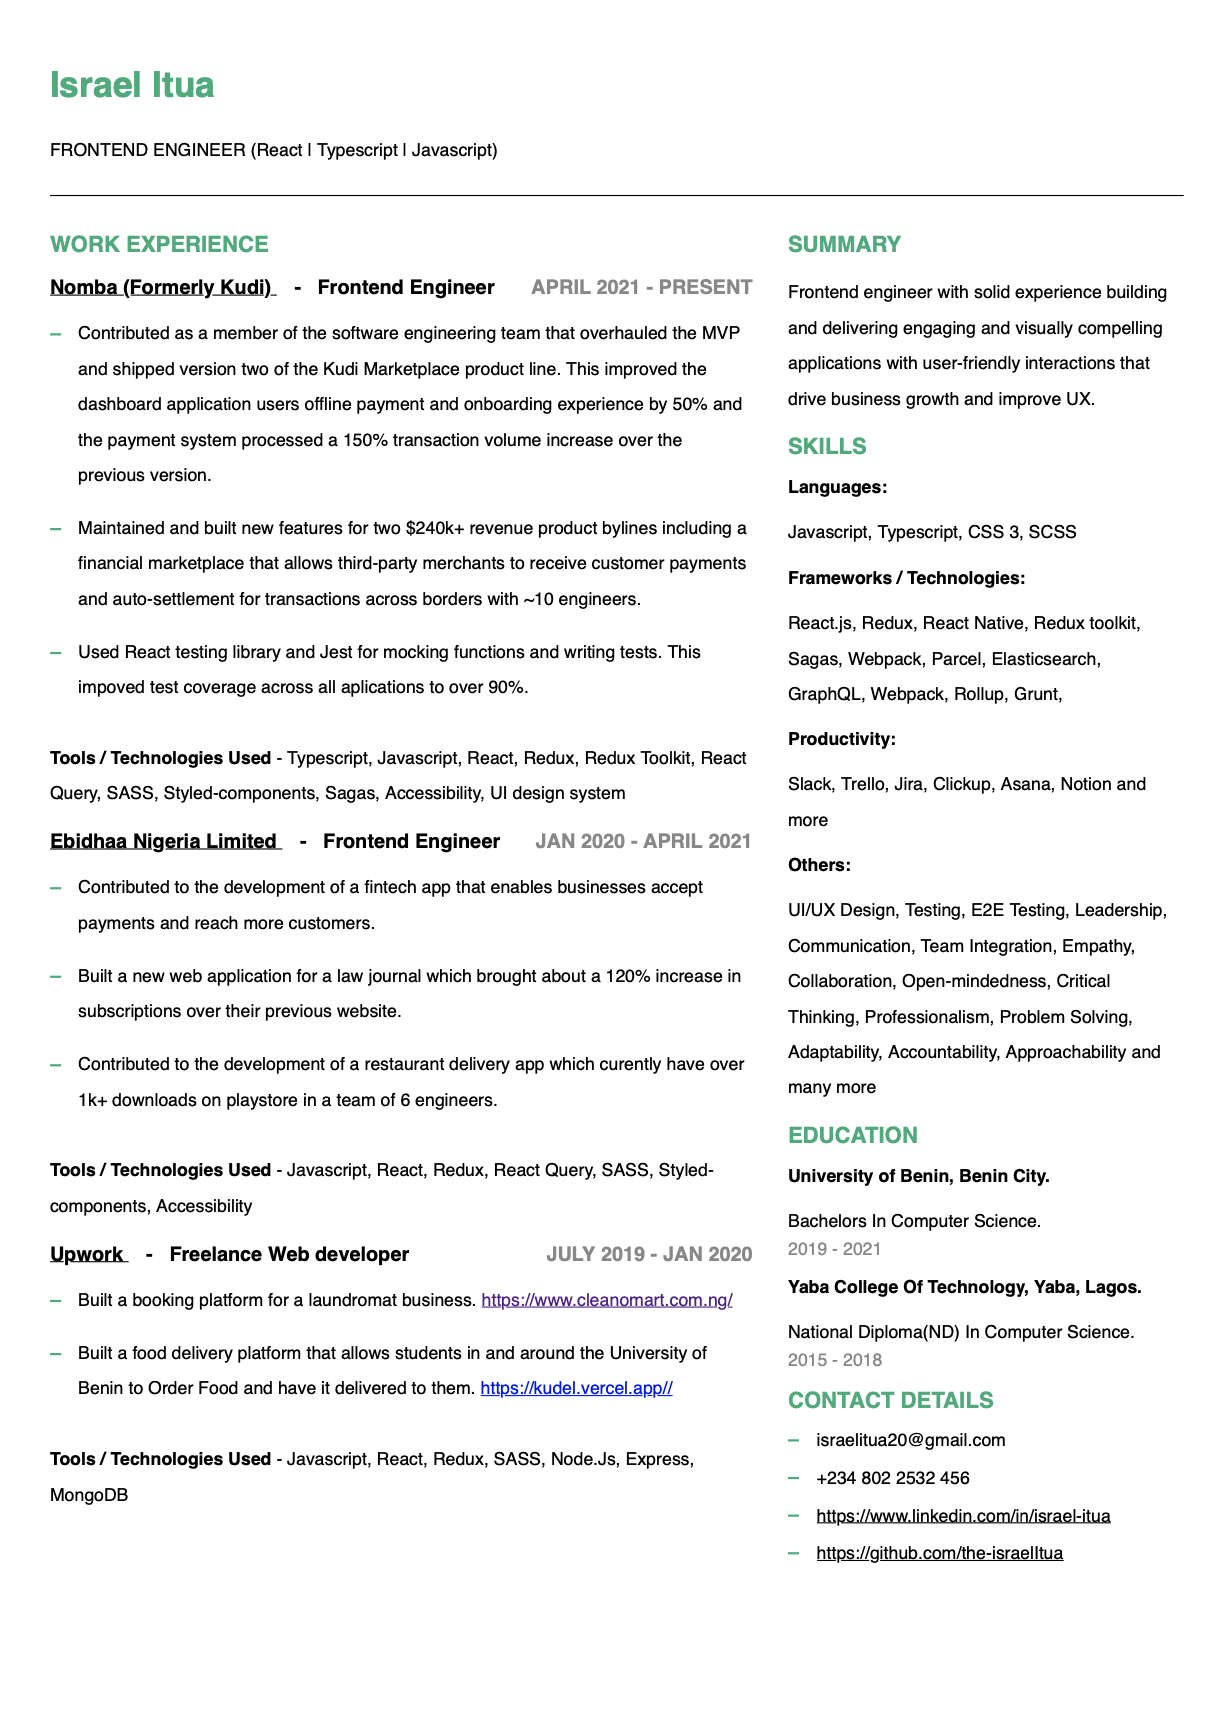 Israel Itua
FRONTEND ENGINEER (React | Typescript | Javascript)
WORK EXPERIENCE
Nomba (Formerly Kudi) - Frontend Engineer APRIL 2021 - PRESENT
– Contributed as a member of the software engineering team that overhauled the MVP
and shipped version two of the Kudi Marketplace product line. This improved the
dashboard application users offline payment and onboarding experience by 50% and
the payment system processed a 150% transaction volume increase over the
previous version.
– Maintained and built new features for two $240k+ revenue product bylines including a
financial marketplace that allows third-party merchants to receive customer payments
and auto-settlement for transactions across borders with ~10 engineers.
– Used React testing library and Jest for mocking functions and writing tests. This
impoved test coverage across all aplications to over 90%.
Tools / Technologies Used - Typescript, Javascript, React, Redux, Redux Toolkit, React
Query, SASS, Styled-components, Sagas, Accessibility, UI design system
Ebidhaa Nigeria Limited - Frontend Engineer JAN 2020 - APRIL 2021
– Contributed to the development of a fintech app that enables businesses accept
payments and reach more customers.
– Built a new web application for a law journal which brought about a 120% increase in
subscriptions over their previous website.
– Contributed to the development of a restaurant delivery app which curently have over
1k+ downloads on playstore in a team of 6 engineers.
Tools / Technologies Used - Javascript, React, Redux, React Query, SASS, Styled-
components, Accessibility
Upwork - Freelance Web developer JULY 2019 - JAN 2020
– Built a booking platform for a laundromat business. https://www.cleanomart.com.ng/
– Built a food delivery platform that allows students in and around the University of
Benin to Order Food and have it delivered to them. https://kudel.vercel.app//
Tools / Technologies Used - Javascript, React, Redux, SASS, Node.Js, Express,
MongoDB
SUMMARY
Frontend engineer with solid experience building
and delivering engaging and visually compelling
applications with user-friendly interactions that
drive business growth and improve UX.
SKILLS
Languages:
Javascript, Typescript, CSS 3, SCSS
Frameworks / Technologies:
React.js, Redux, React Native, Redux toolkit,
Sagas, Webpack, Parcel, Elasticsearch,
GraphQL, Webpack, Rollup, Grunt,
Productivity:
Slack, Trello, Jira, Clickup, Asana, Notion and
more
Others:
UI/UX Design, Testing, E2E Testing, Leadership,
Communication, Team Integration, Empathy,
Collaboration, Open-mindedness, Critical
Thinking, Professionalism, Problem Solving,
Adaptability, Accountability, Approachability and
many more
EDUCATION
University of Benin, Benin City.
Bachelors In Computer Science.
2019 - 2021
Yaba College Of Technology, Yaba, Lagos.
National Diploma(ND) In Computer Science.
2015 - 2018
CONTACT DETAILS
– israelitua20@gmail.com
– +234 802 2532 456
– https://www.linkedin.com/in/israel-itua
– https://github.com/the-israelItua